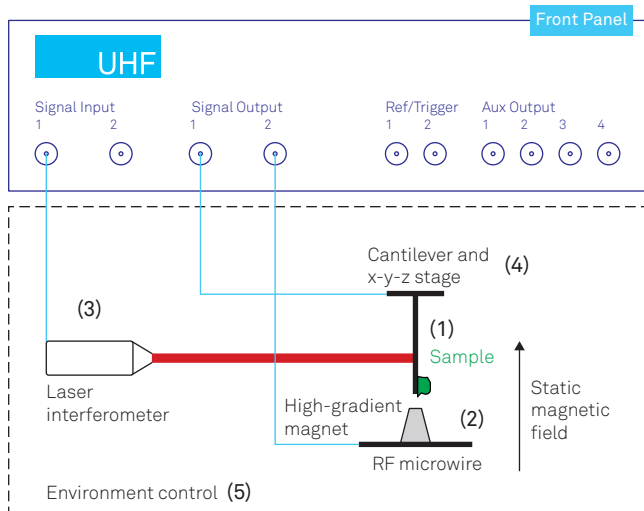 Front Panel
UHF
Signal Input
1
2
Signal Output
1
2
Ref/Trigger
1
2
Aux Output
1
2
3
4
Cantilever and
x-y-z stage
(4)
(3)
(1)
Sample
Laser
interferometer
High-gradient
magnet
(2)
RF microwire
Static
magnetic
field
Environment control (5)